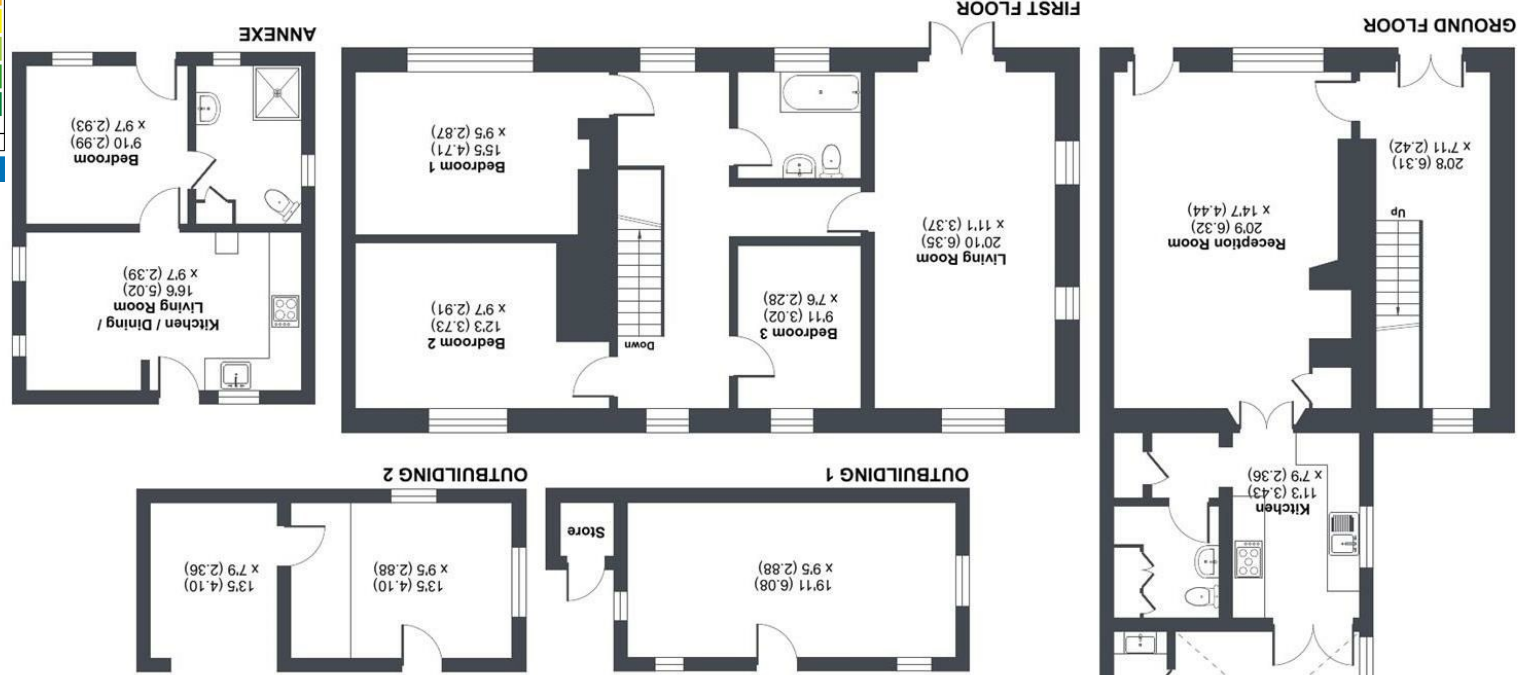 Kitchen
11'3 (3.43)
x 7'9 (2.36)
19'11 (6.08)
x 9'5 (2.88)
Store
OUTBUILDING 1
13'5 (4.10)
x 9'5 (2.88)
13'5 (4.10)
x 7'9 (2.36)
OUTBUILDING 2
Up
20'8 (6.31)
x 7'11 (2.42)
Reception Room
20'9 (6.32)
x 14'7 (4.44)
GROUND FLOOR
Living Room
20'10 (6.35)
x 11'1 (3.37)
Bedroom 3
9'11 (3.02)
x 7'6 (2.28)
Down
Bedroom 2
12'3 (3.73)
x 9'7 (2.91)
Bedroom 1
15'5 (4.71)
x 9'5 (2.87)
FIRST FLOOR
Kitchen / Dining /
Living Room
16'6 (5.02)
x 9'7 (2.39)
Bedroom
9'10 (2.99)
x 9'7 (2.93)
ANNEXE